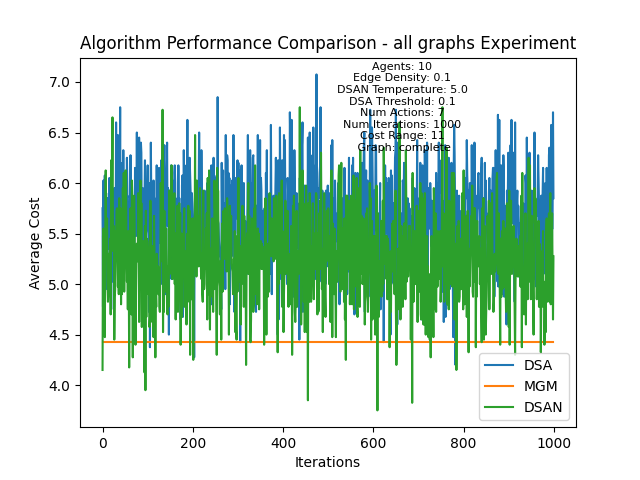 Algorithm Performance Comparison - all graphs Experiment
Agents: 10
Edge Density: 0.1
DSAN Temperature: 5.0
DSA Threshold: 0.1
Num Actions: 7
Num Iterations: 1000
Cost Range: 11
Graph: complete
7.0
6.5
6.0
5.5
5.0
4.5
4.0
Average Cost
DSA
MGM
DSAN
0
200
400
600
800
1000
Iterations